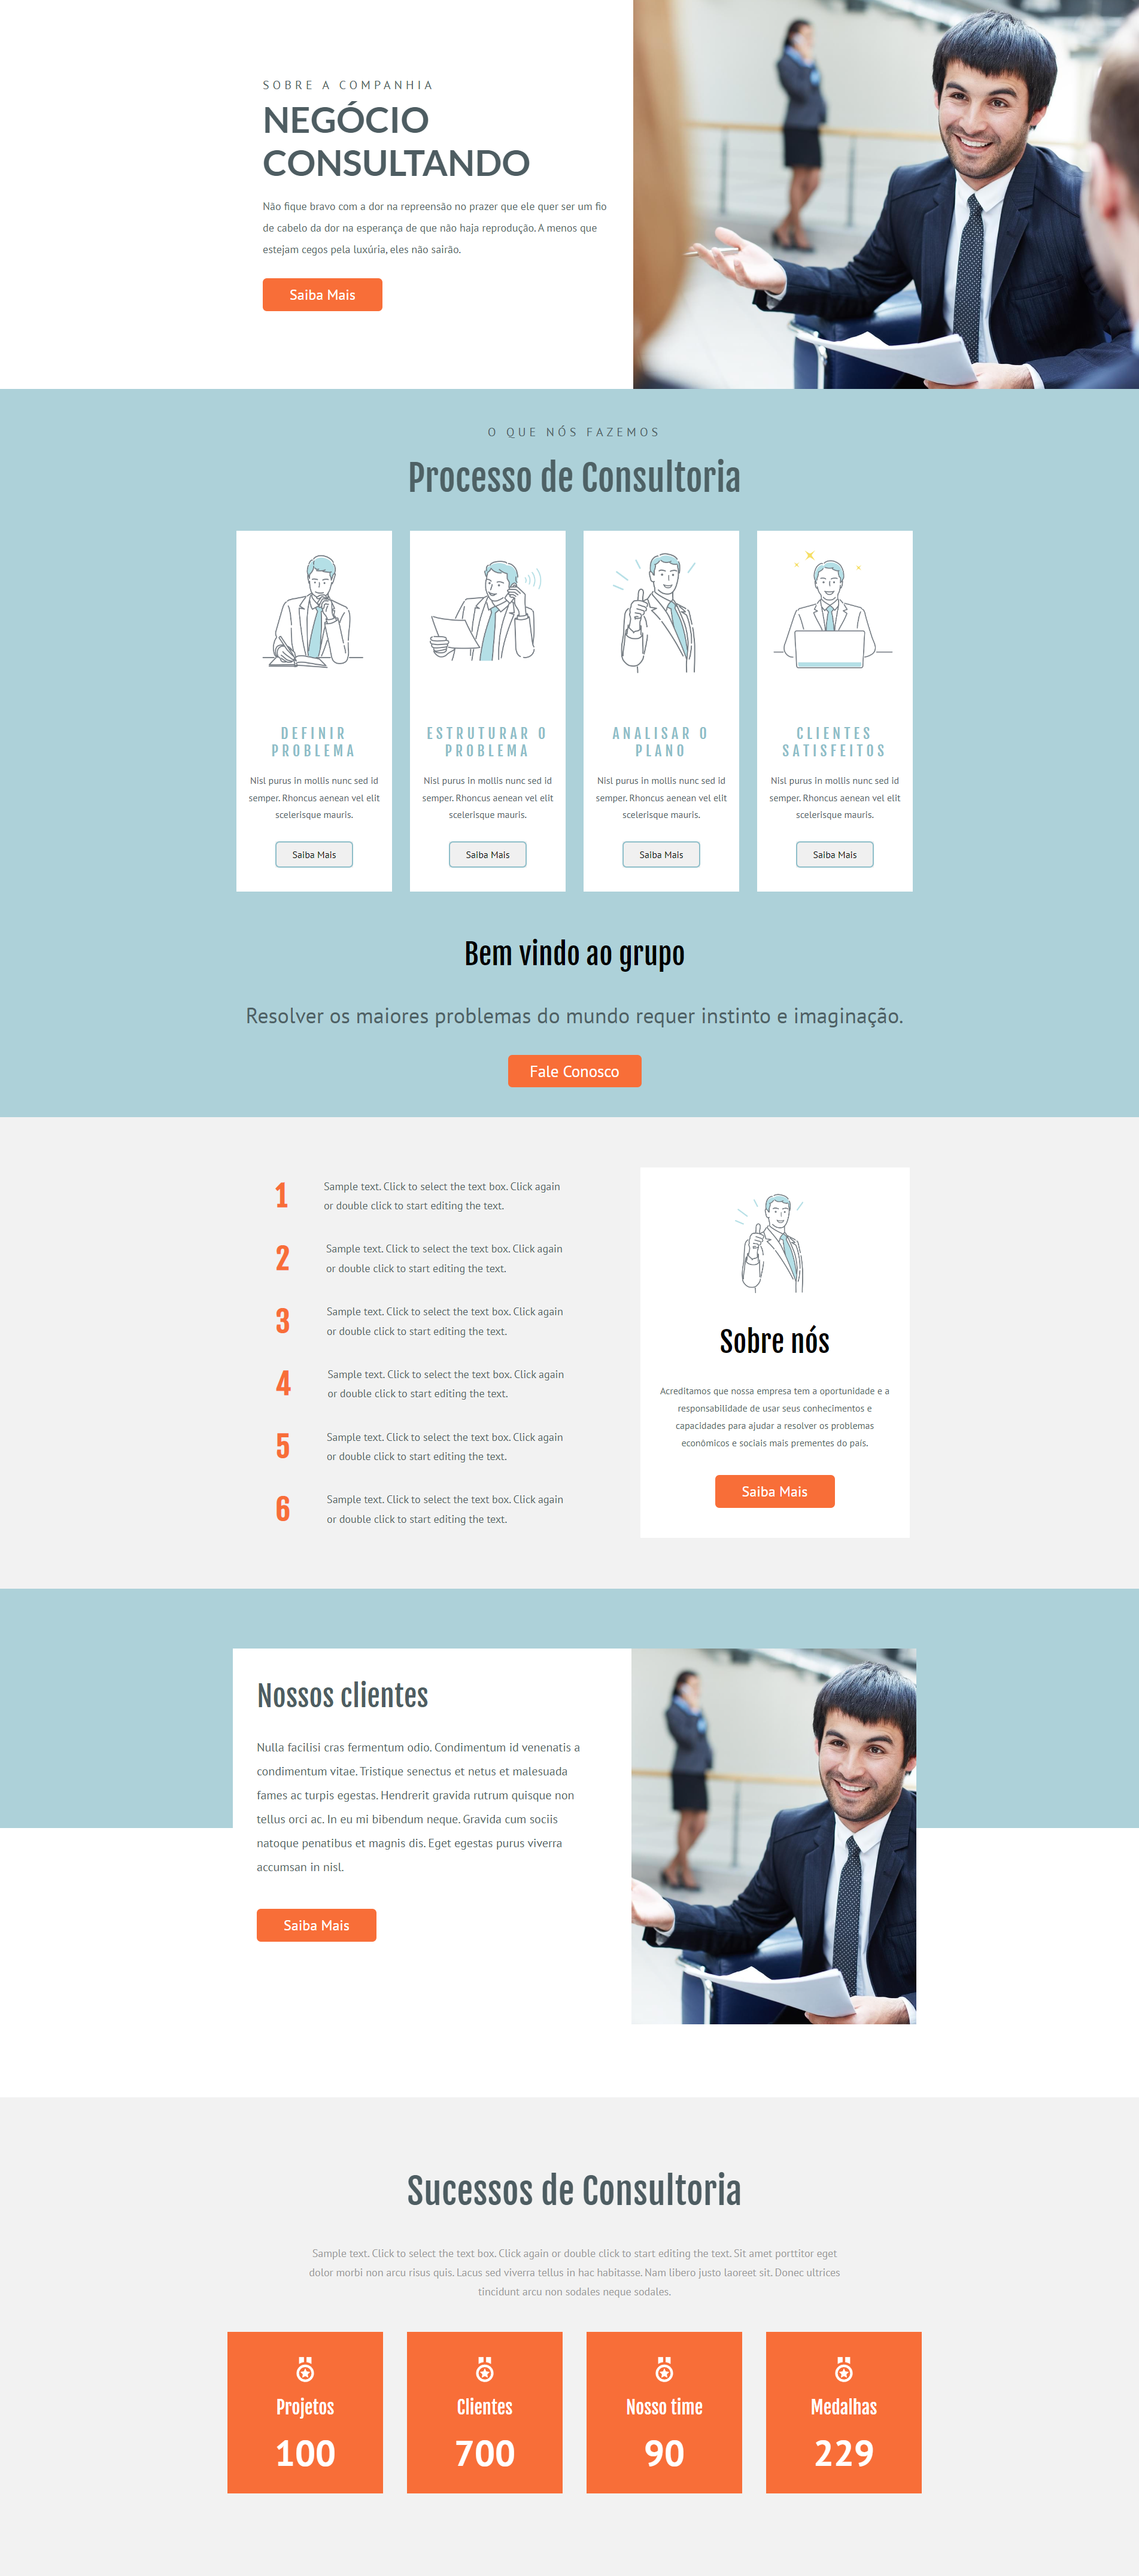 SOBRE A COMPANHIA
NEGÓCIO
CONSULTANDO
Não fique bravo com a dor na repreensão no prazer que ele quer ser um fio
de cabelo da dor na esperança de que não haja reprodução. A menos que
estejam cegos pela luxúria, eles não sairão.
Saiba Mais
O QUE NÓS FAZEMOS
Processo de Consultoria
DEFINIR
PROBLEMA
Nisl purus in mollis nunc sed id
semper. Rhoncus aenean vel elit
scelerisque mauris.
Saiba Mais
ESTRUTURAR O
PROBLEMA
Nisl purus in mollis nunc sed id
semper. Rhoncus aenean vel elit
scelerisque mauris.
Saiba Mais
ANALISAR O
PLANO
Nisl purus in mollis nunc sed id
semper. Rhoncus aenean vel elit
scelerisque mauris.
Saiba Mais
CLIENTES
SATISFEITOS
Nisl purus in mollis nunc sed id
semper. Rhoncus aenean vel elit
scelerisque mauris.
Saiba Mais
Bem vindo ao grupo
Resolver os maiores problemas do mundo requer instinto e imaginação.
Fale Conosco
1
Sample text. Click to select the text box. Click again
or double click to start editing the text.
2
Sample text. Click to select the text box. Click again
or double click to start editing the text.
3
Sample text. Click to select the text box. Click again
or double click to start editing the text.
4
Sample text. Click to select the text box. Click again
or double click to start editing the text.
5
Sample text. Click to select the text box. Click again
or double click to start editing the text.
6
Sample text. Click to select the text box. Click again
or double click to start editing the text.
Sobre nós
Acreditamos que nossa empresa tem a oportunidade e a
responsabilidade de usar seus conhecimentos e
capacidades para ajudar a resolver os problemas
econômicos e sociais mais prementes do país.
Saiba Mais
Nossos clientes
Nulla facilisi cras fermentum odio. Condimentum id venenatis a
condimentum vitae. Tristique senectus et netus et malesuada
fames ac turpis egestas. Hendrerit gravida rutrum quisque non
tellus orci ac. In eu mi bibendum neque. Gravida cum sociis
natoque penatibus et magnis dis. Eget egestas purus viverra
accumsan in nisl.
Saiba Mais
Sucessos de Consultoria
Sample text. Click to select the text box. Click again or double click to start editing the text. Sit amet porttitor eget
dolor morbi non arcu risus quis. Lacus sed viverra tellus in hac habitasse. Nam libero justo laoreet sit. Donec ultrices
tincidunt arcu non sodales neque sodales.
Projetos
100
Clientes
700
Nosso time
90
Medalhas
229